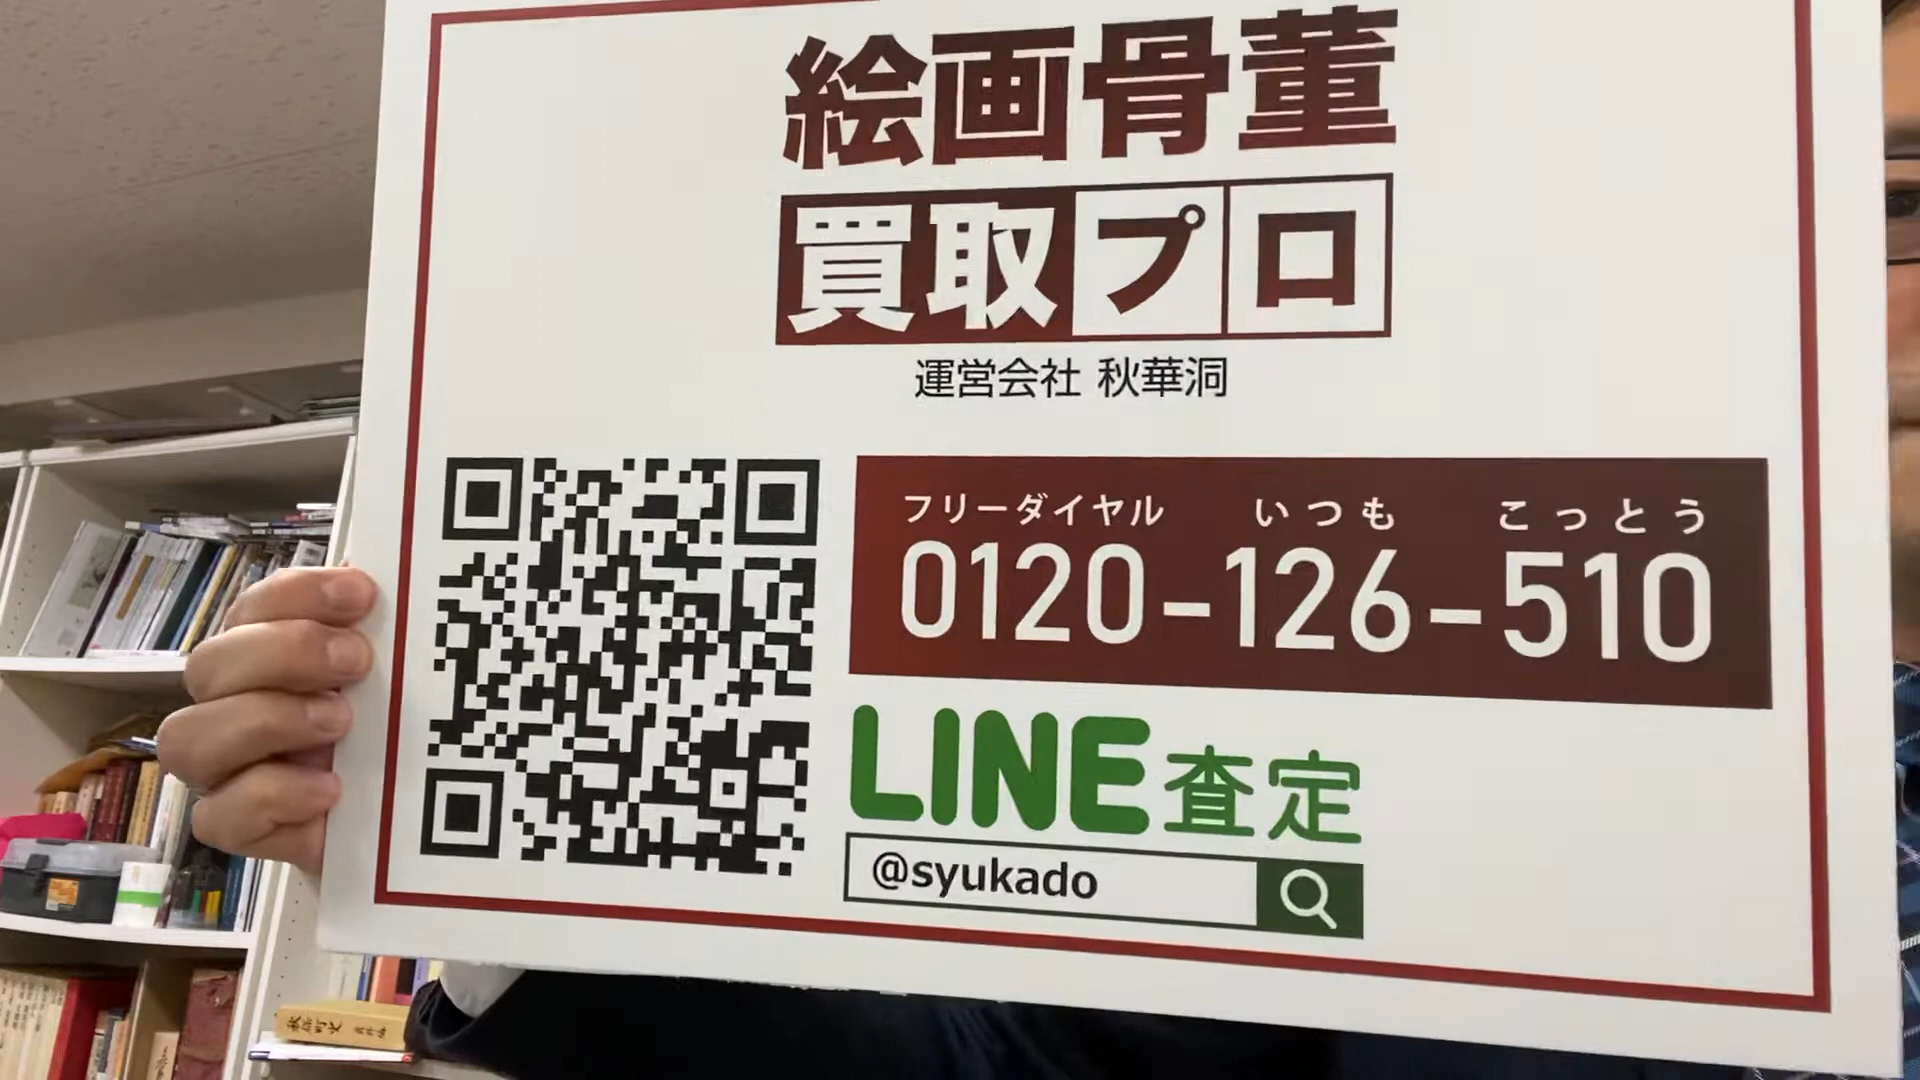 絵画骨董
買取プロ
運営会社 秋華洞
フリーダイヤル いつも こっとう
0120-126-510
LINE査定
@syukado